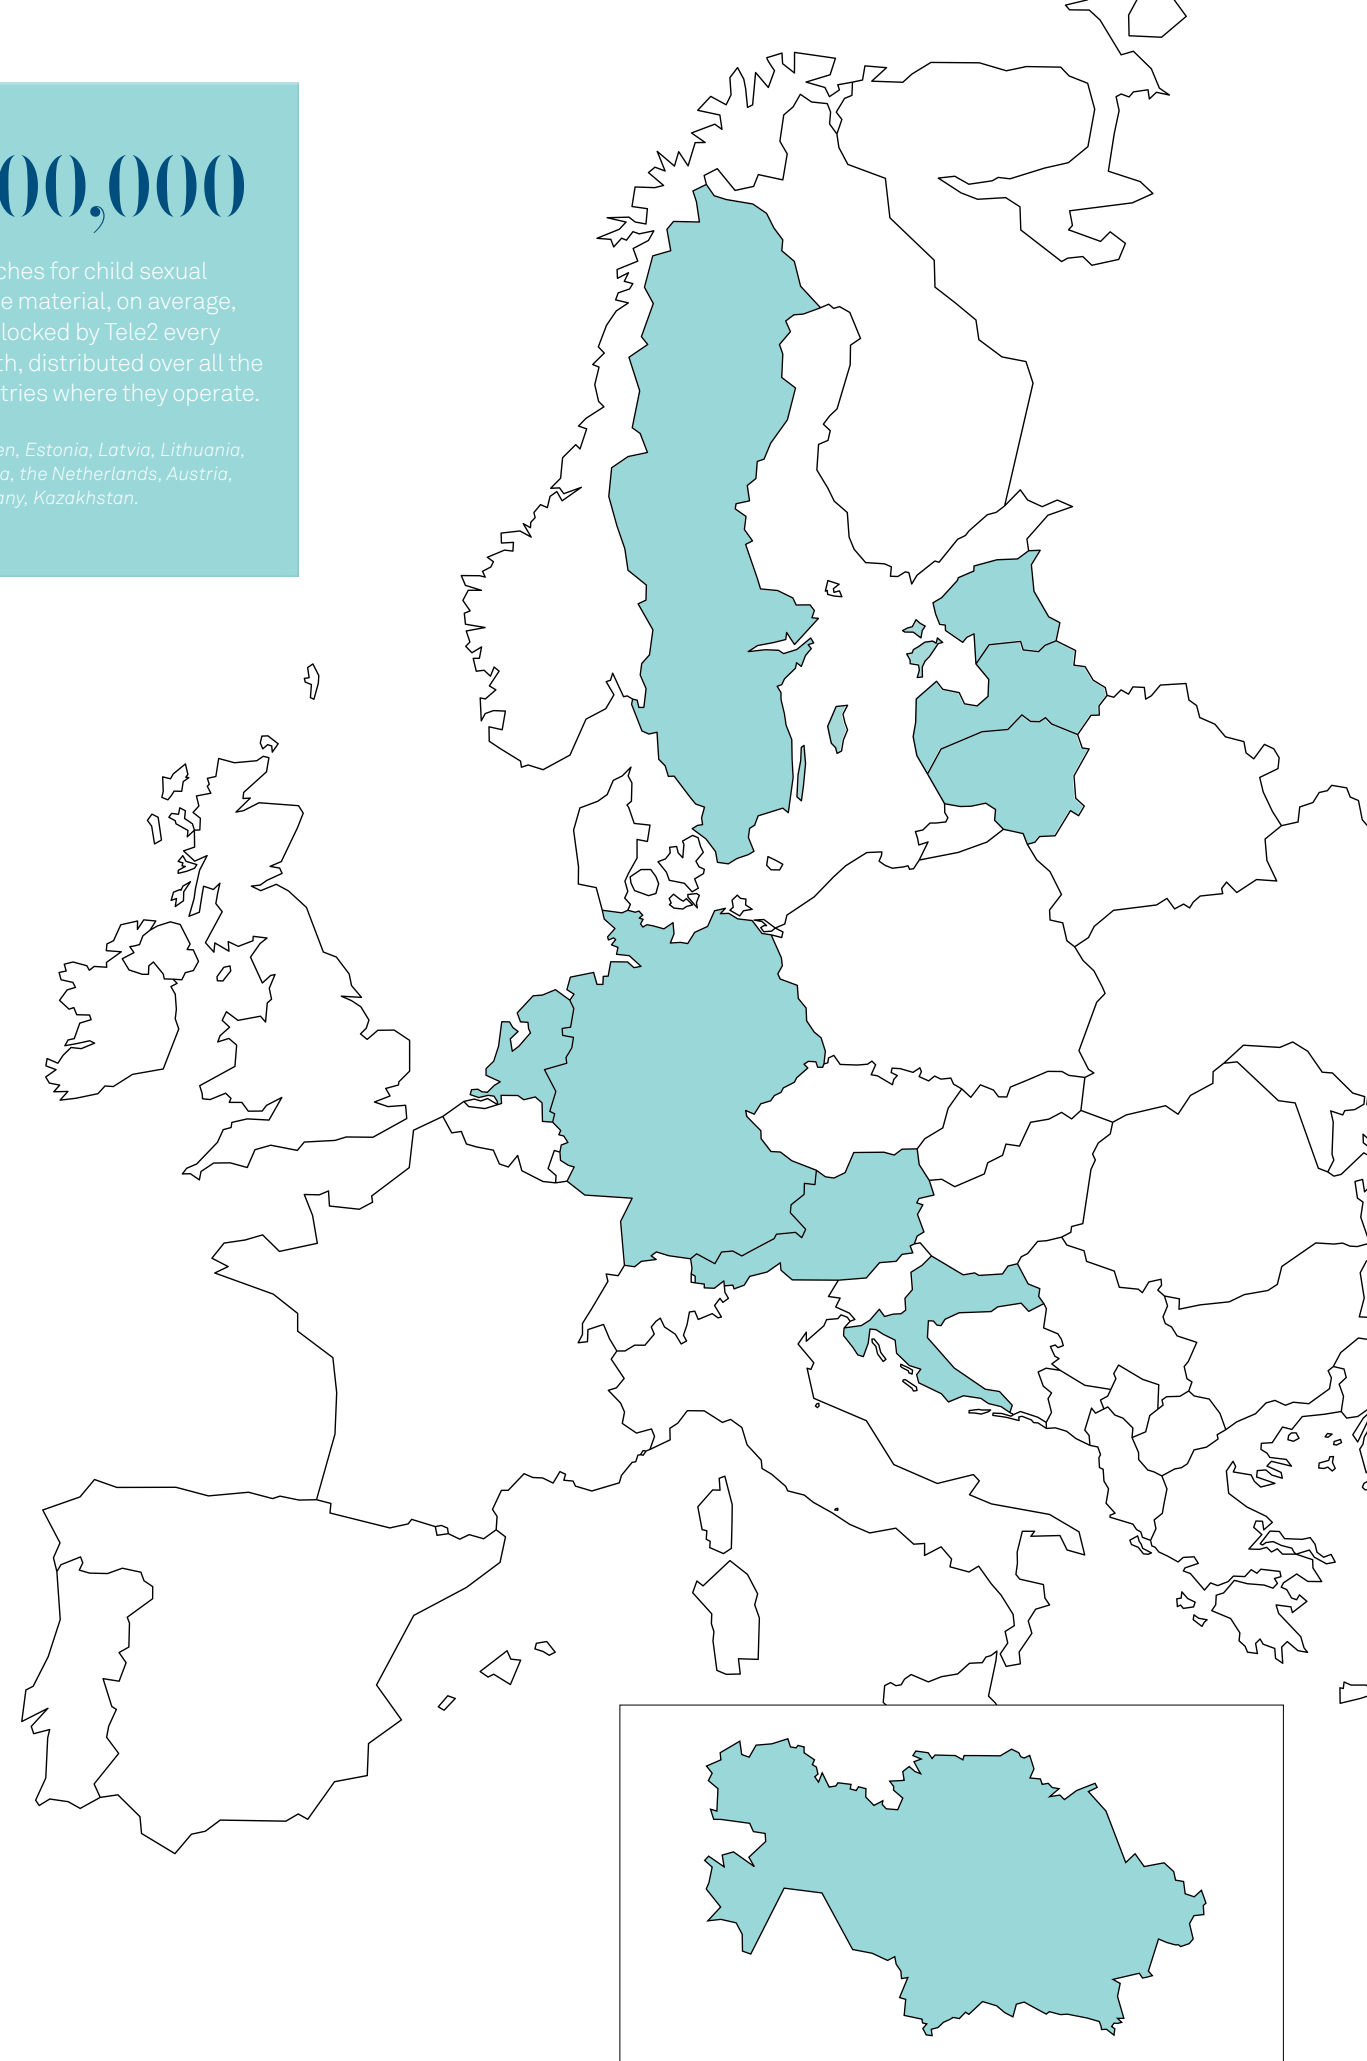 00,000
ches for child sexual
e material, on average,
locked by Tele2 every
th, distributed over all the
tries where they operate.
en, Estonia, Latvia, Lithuania,
a, the Netherlands, Austria,
any, Kazakhstan.